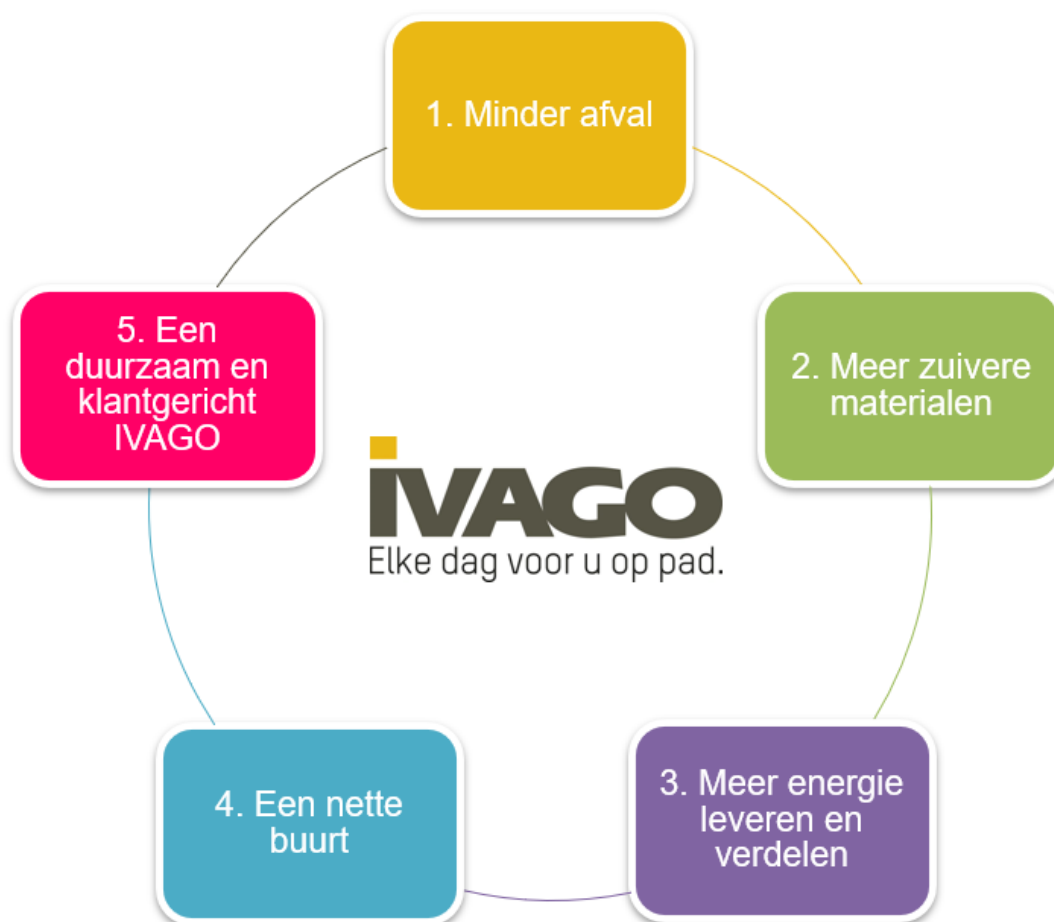 1. Minder afval
2. Meer zuivere
materialen
3. Meer energie
leveren en
verdelen
4. Een nette
buurt
5. Een
duurzaam en
klantgericht
IVAGO
iVAGO
Elke dag voor u op pad.